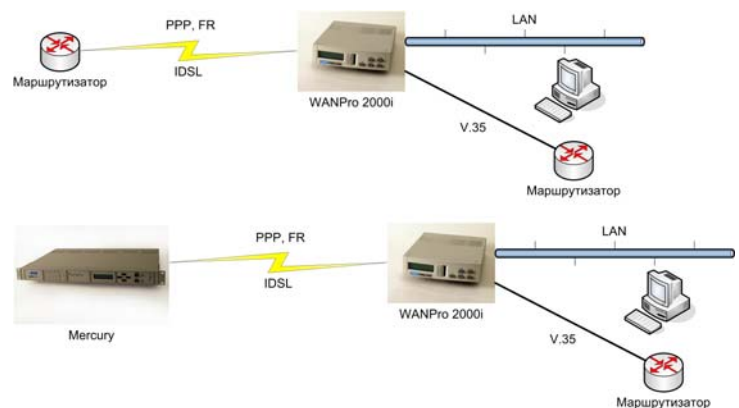 PPP, FR
LAN
IDSL
Маршрутизатор
WANPro 2000i
V.35
Маршрутизатор
PPP, FR
LAN
IDSL
Mercury
WANPro 2000i
V.35
Маршрутизатор